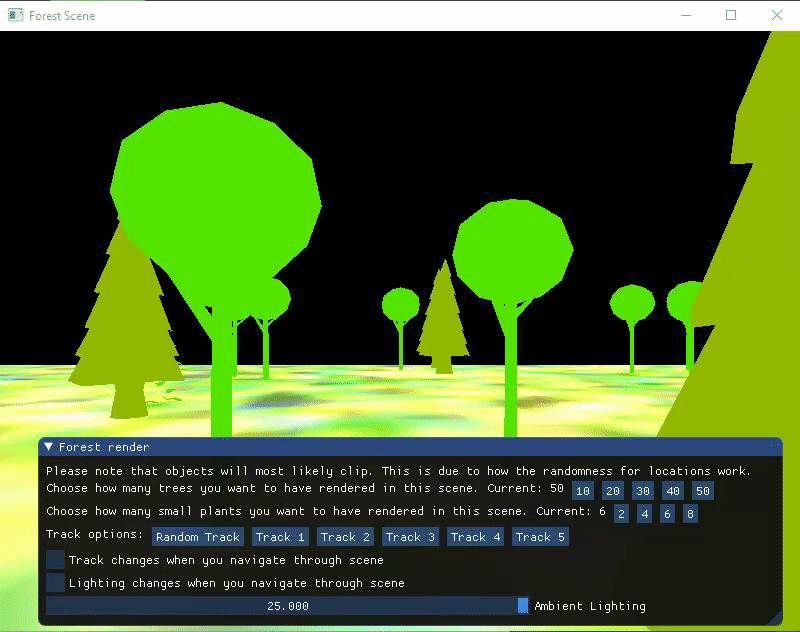 Forest Scene
Forest render
Please note that objects will most likely clip. This is due to how the randomness for locations work.
Choose how many trees you want to have rendered in this scene. Current: 50 10 20 30 40 50
Choose how many small plants you want to have rendered in this scene. Current: 6 2 4 6 8
Track options: Random Track Track 1 Track 2 Track 3 Track 4 Track 5
Track changes when you navigate through scene
Lighting changes when you navigate through scene
25.000 Ambient Lighting